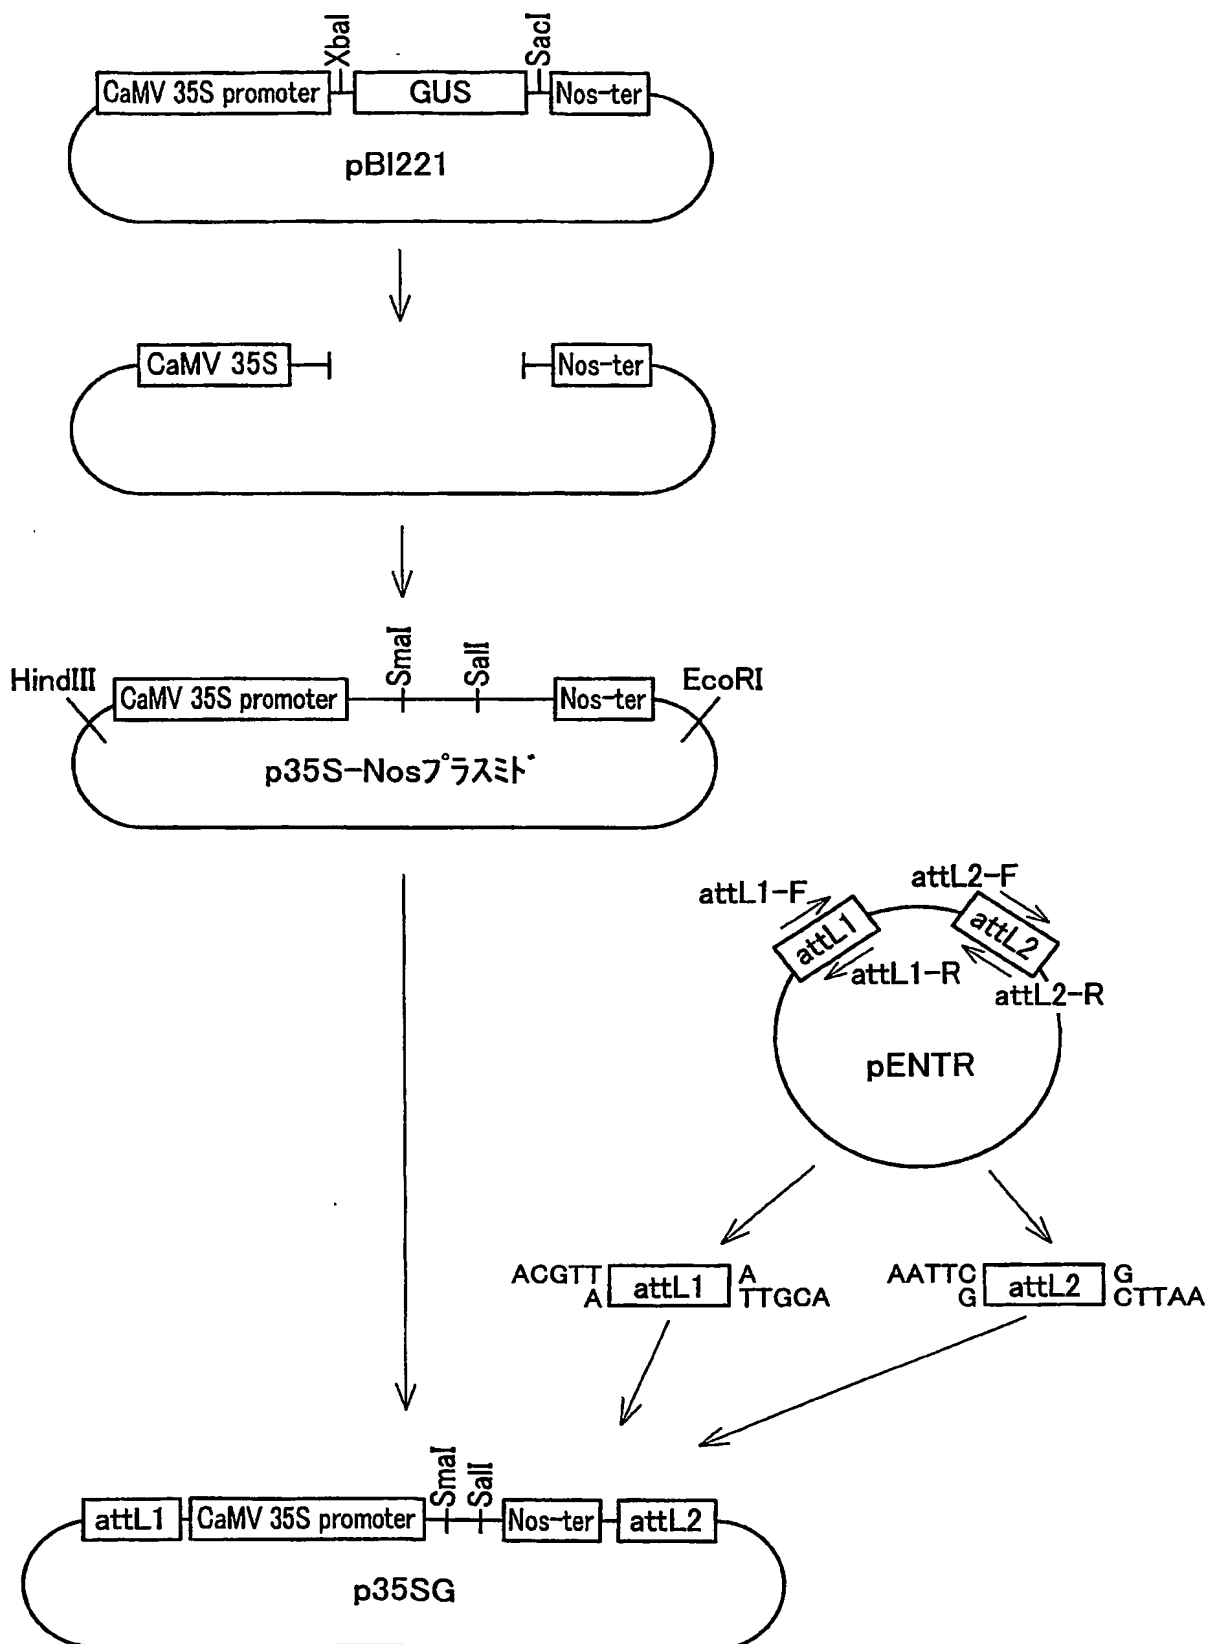 XbaI
SacI
CaMV 35S promoter
GUS
Nos-ter
pBI221
CaMV 35S
Nos-ter
SmaI
SalI
HindIII
CaMV 35S promoter
Nos-ter
EcoRI
p35S-Nosプラスミド
attL1-F
attL2-F
attL1
attL2
attL1-R
attL2-R
pENTR
ACGTT
A
attL1
A
TTGCA
AATTC
G
attL2
G
CTTAA
SmaI
SalI
attL1
CaMV 35S promoter
Nos-ter
attL2
p35SG